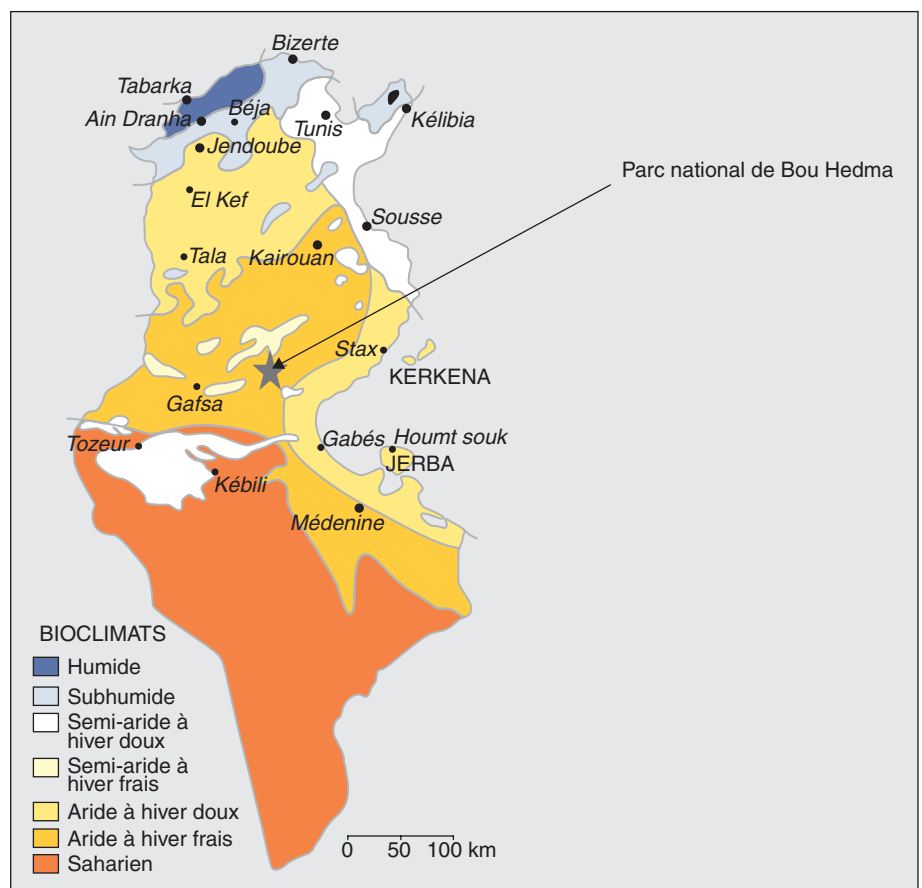 Bizerte
Tabarka
Ain Dranha
Béja
Tunis
Kélibia
Jendoube
Parc national de Bou Hedma
El Kef
Sousse
Tala
Kairouan
Stax
KERKENA
Gafsa
Tozeur
Gabés
Houmt souk
JERBA
Kébili
Médenine
BIOCLIMATS
Humide
Subhumide
Semi-aride à
hiver doux
Semi-aride à
hiver frais
Aride à hiver doux
Aride à hiver frais
Saharien
0 50 100 km